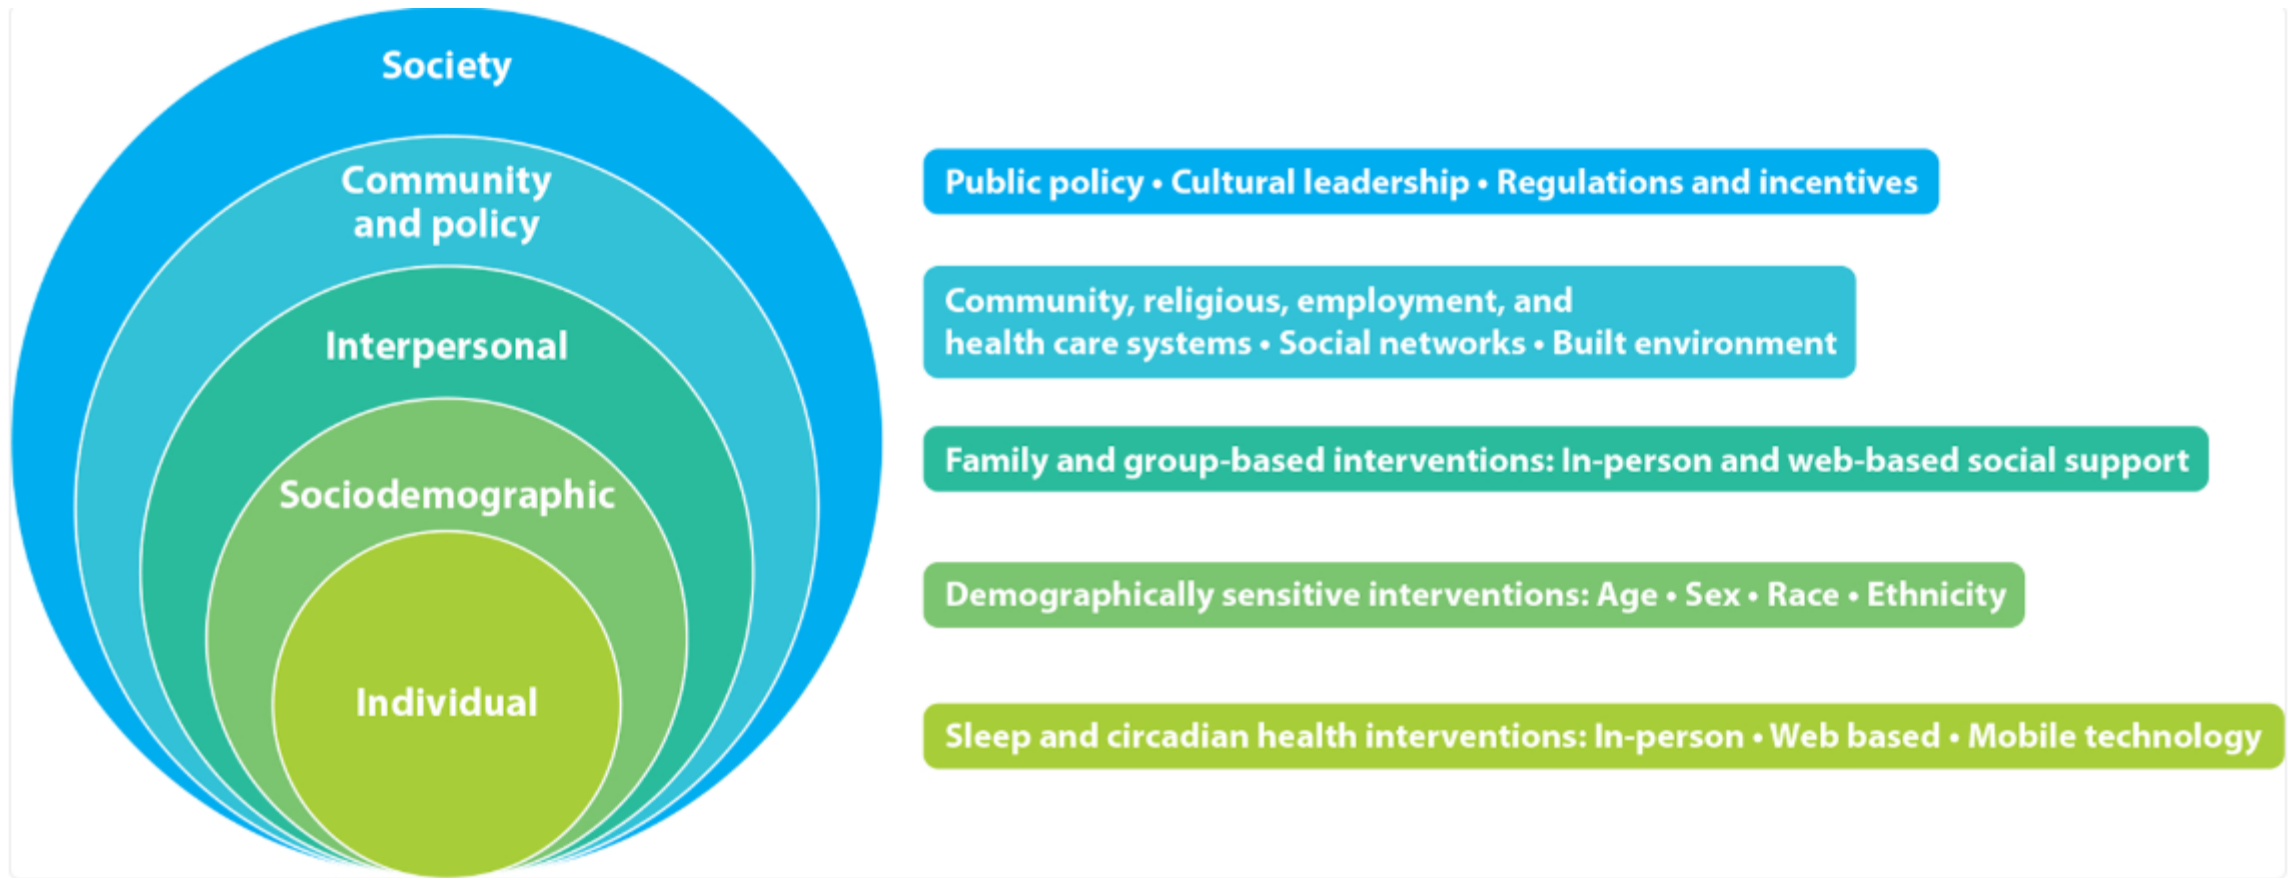 Society
Community
and policy
Interpersonal
Sociodemographic
Individual
Public policy • Cultural leadership • Regulations and incentives
Community, religious, employment, and
health care systems • Social networks • Built environment
Family and group-based interventions: In-person and web-based social support
Demographically sensitive interventions: Age • Sex • Race • Ethnicity
Sleep and circadian health interventions: In-person • Web based • Mobile technology